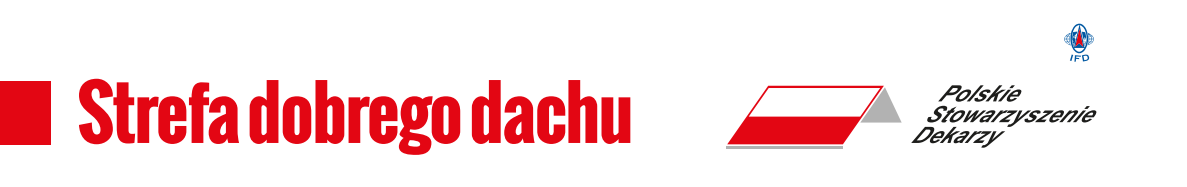 Strefa dobrego dachu
IFD
Polskie
Stowarzyszenie
Dekarzy